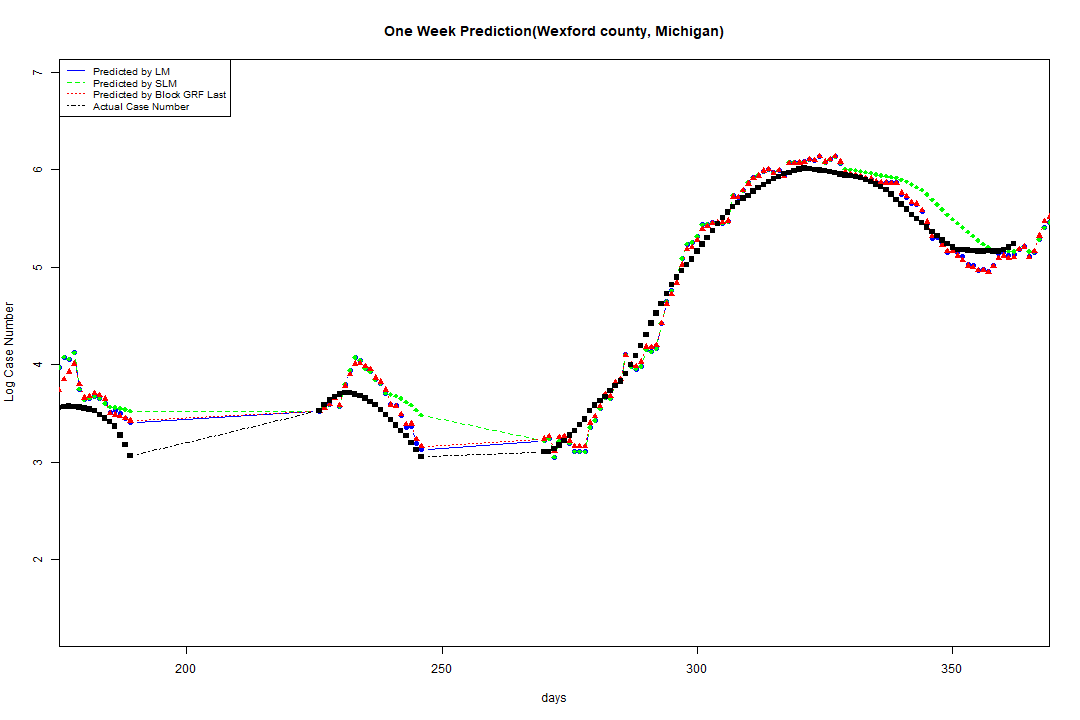 One Week Prediction(Wexford county, Michigan)
Predicted by LM
Predicted by SLM
Predicted by Block GRF Last
Actual Case Number
7
6
5
4
3
2
Log Case Number
200 250 300 350
days